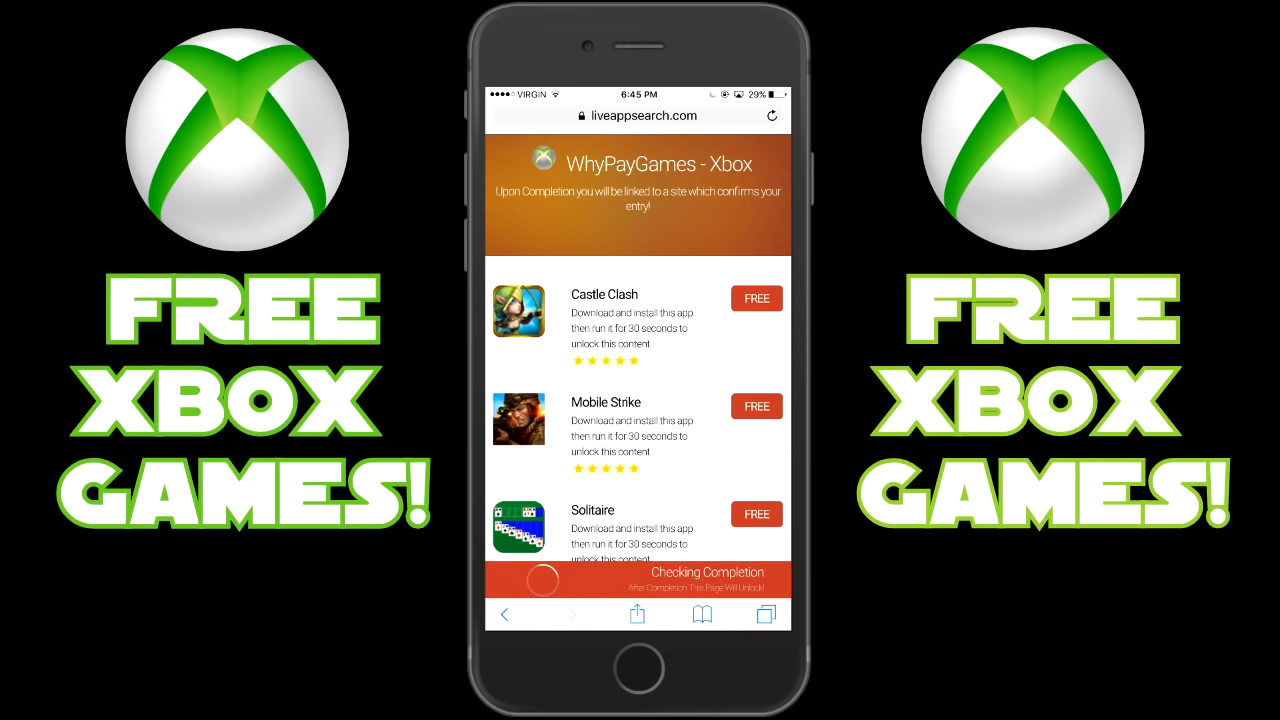 FREE
XBOX
GAMES!
VIRGIN
6:45 PM
29%
liveappsearch.com
WhyPayGames - Xbox
Upon Completion you will be linked to a site which confirms your
entry!
Castle Clash
FREE
Download and install this app
then run it for 30 seconds to
unlock this content
Mobile Strike
FREE
Download and install this app
then run it for 30 seconds to
unlock this content
Solitaire
FREE
Download and install this app
then run it for 30 seconds to
unlock this content
Checking Completion
After Completion This Page Will Unlock!
FREE
XBOX
GAMES!